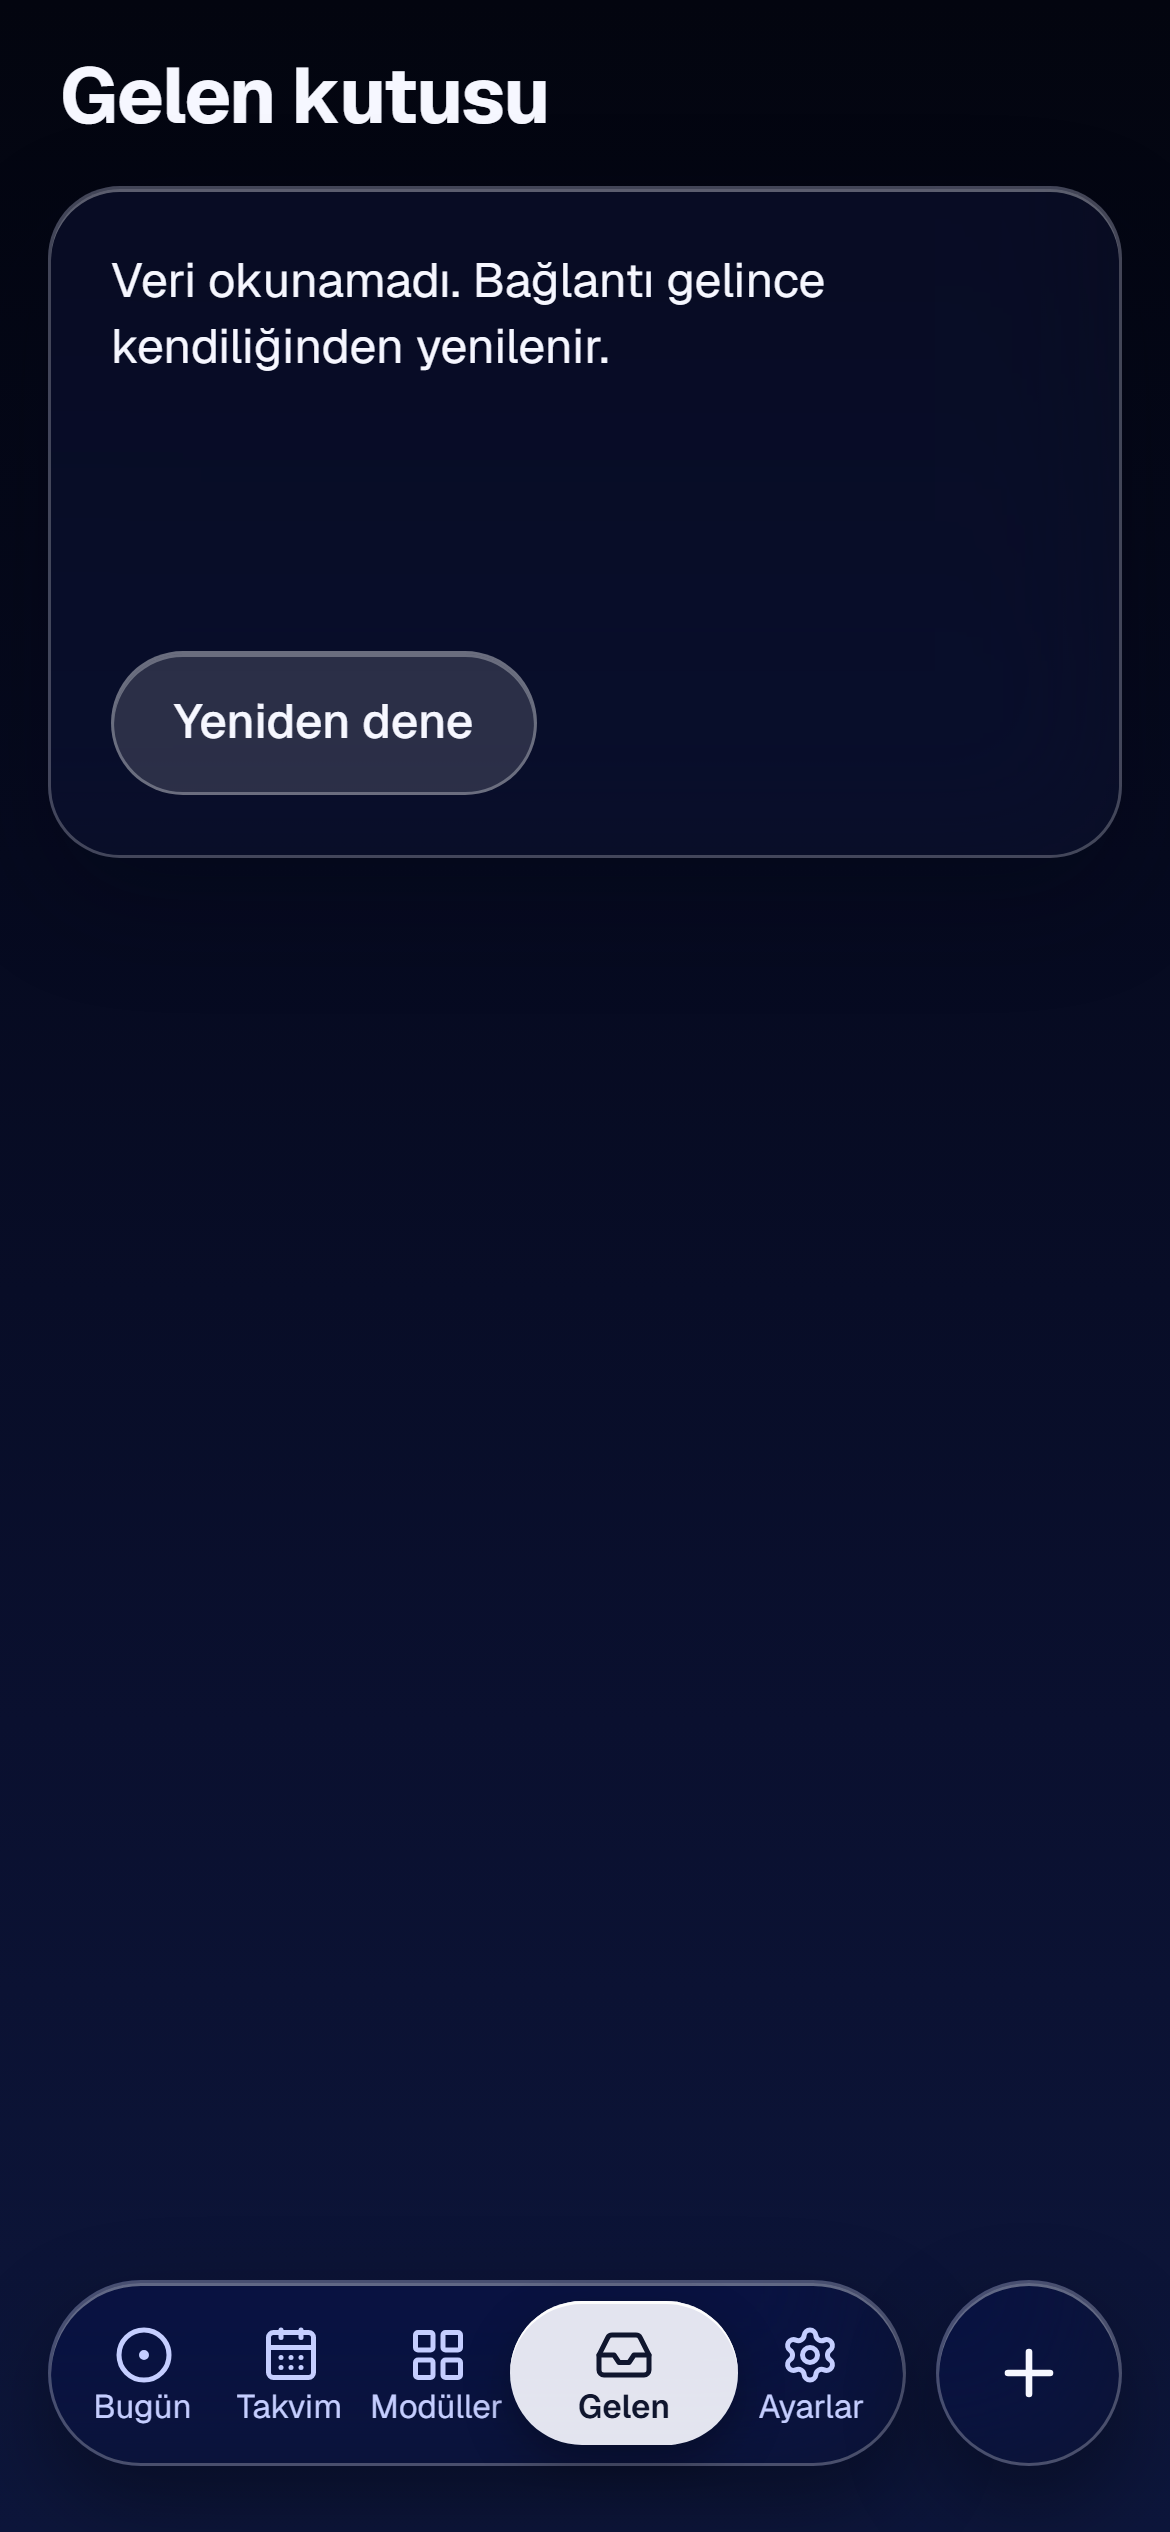 Gelen kutusu
Veri okunamadı. Bağlantı gelince
kendiliğinden yenilenir.
Yeniden dene
Bugün Takvim Modüller Gelen Ayarlar